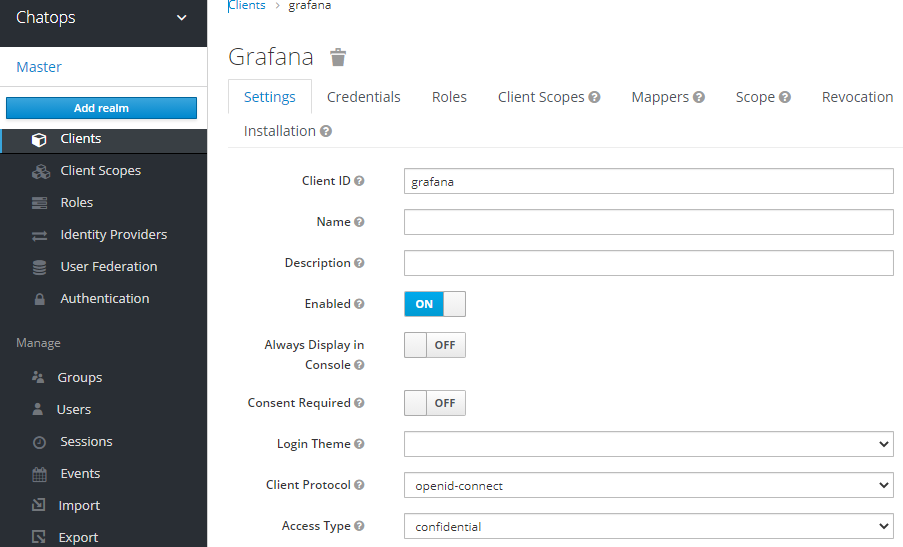 Chatops
Master
Add realm
Clients
Client Scopes
Roles
Identity Providers
User Federation
Authentication
Manage
Groups
Users
Sessions
Events
Import
Export
Clients > grafana
Grafana
Settings Credentials Roles Client Scopes Mappers Scope Revocation
Installation
Client ID grafana
Name
Description
Enabled ON
Always Display in
Console OFF
Consent Required OFF
Login Theme
Client Protocol openid-connect
Access Type confidential